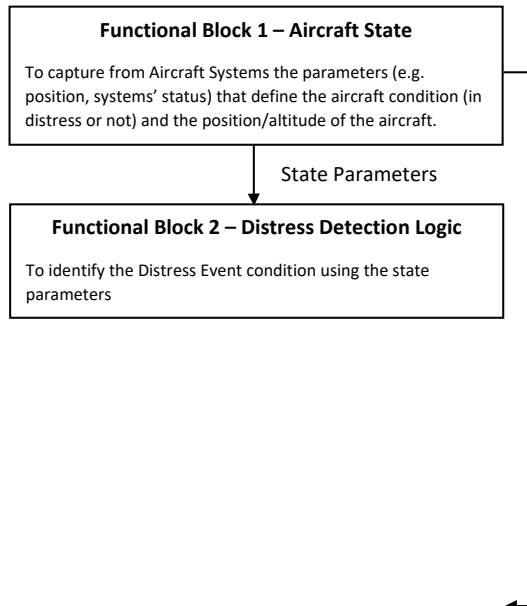 Functional Block 1 – Aircraft State
To capture from Aircraft Systems the parameters (e.g.
position, systems’ status) that define the aircraft condition (in
distress or not) and the position/altitude of the aircraft.
State Parameters
Functional Block 2 – Distress Detection Logic
To identify the Distress Event condition using the state
parameters